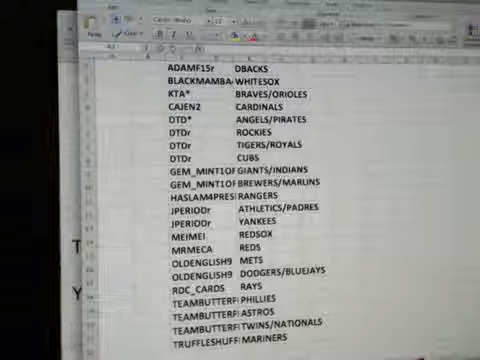 ADAMF15r DBACKS
BLACKMAMBA WHITESOX
KTA* BRAVES/ORIOLES
CAJEN2 CARDINALS
DTD* ANGELS/PIRATES
DTDr ROCKIES
DTDr TIGERS/ROYALS
DTDr CUBS
GEM_MINT1OF GIANTS/INDIANS
GEM_MINT1OF BREWERS/MARLINS
HASLAM4PRES RANGERS
JPERIODr ATHLETICS/PADRES
JPERIODr YANKEES
MEIMEI REDSOX
MRMECA REDS
OLDENGLISH9 METS
OLDENGLISH9 DODGERS/BLUEJAYS
RDC_CARDS RAYS
TEAMBUTTERF PHILLIES
TEAMBUTTERF ASTROS
TEAMBUTTERF TWINS/NATIONALS
TRUFFLESHUFF MARINERS
T
Y